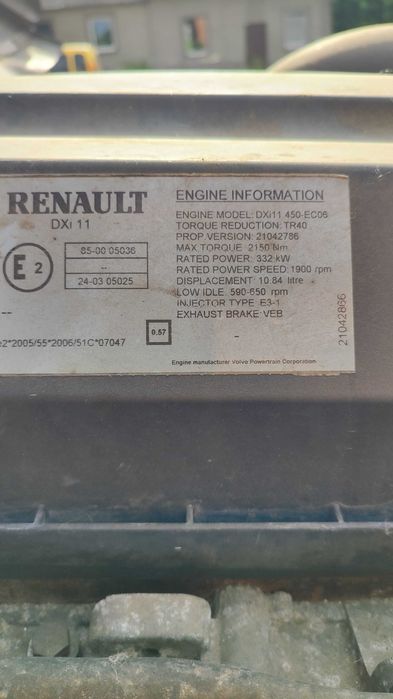 RENAULT
DXi 11
E 2
85-00 05036
--
24-03 05025
--
0.57
e2*2005/55*2006/51C*07047
ENGINE INFORMATION
ENGINE MODEL: DXi11 450-EC06
TORQUE REDUCTION: TR40
PROP.VERSION: 21042786
MAX TORQUE: 2150 Nm
RATED POWER: 332 kW
RATED POWER SPEED: 1900 rpm
DISPLACEMENT: 10.84 litre
LOW IDLE: 590-650 rpm
INJECTOR TYPE: E3-1
EXHAUST BRAKE: VEB
-
Engine manufacturer Volvo Powertrain Corporation
21042866